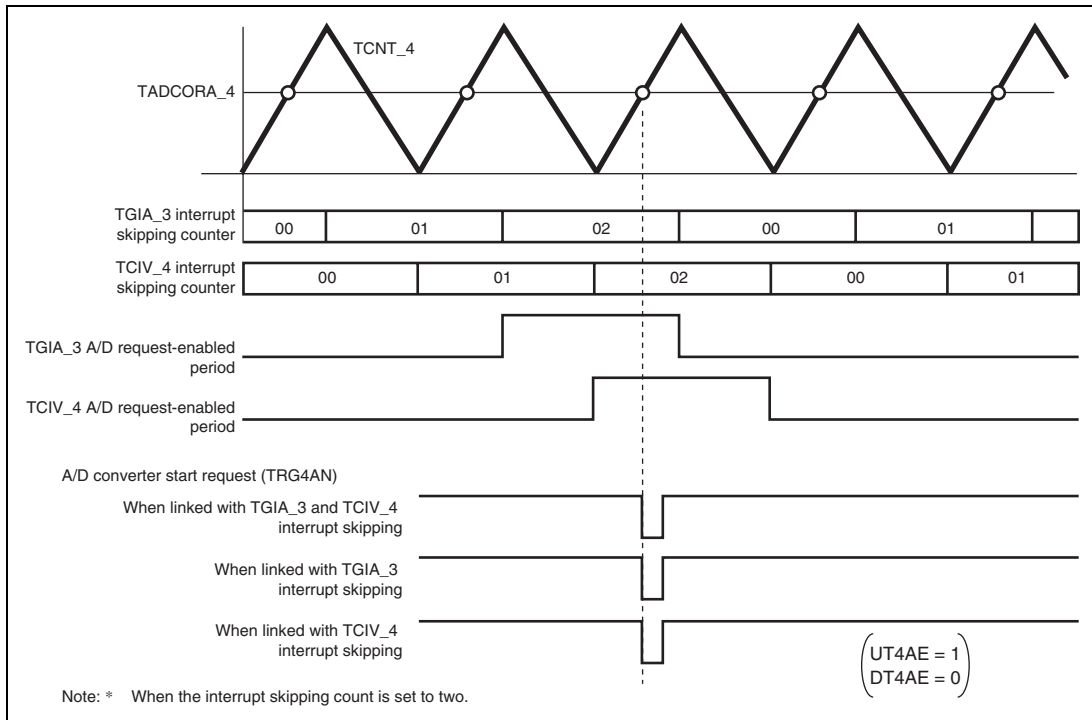 TCNT_4
TADCORA_4
TGIA_3 interrupt
skipping counter
00 01 02 00 01
TCIV_4 interrupt
skipping counter
00 01 02 00 01
TGIA_3 A/D request-enabled
period
TCIV_4 A/D request-enabled
period
A/D converter start request (TRG4AN)
When linked with TGIA_3 and TCIV_4
interrupt skipping
When linked with TGIA_3
interrupt skipping
When linked with TCIV_4
interrupt skipping
UT4AE = 1
DT4AE = 0
Note: * When the interrupt skipping count is set to two.